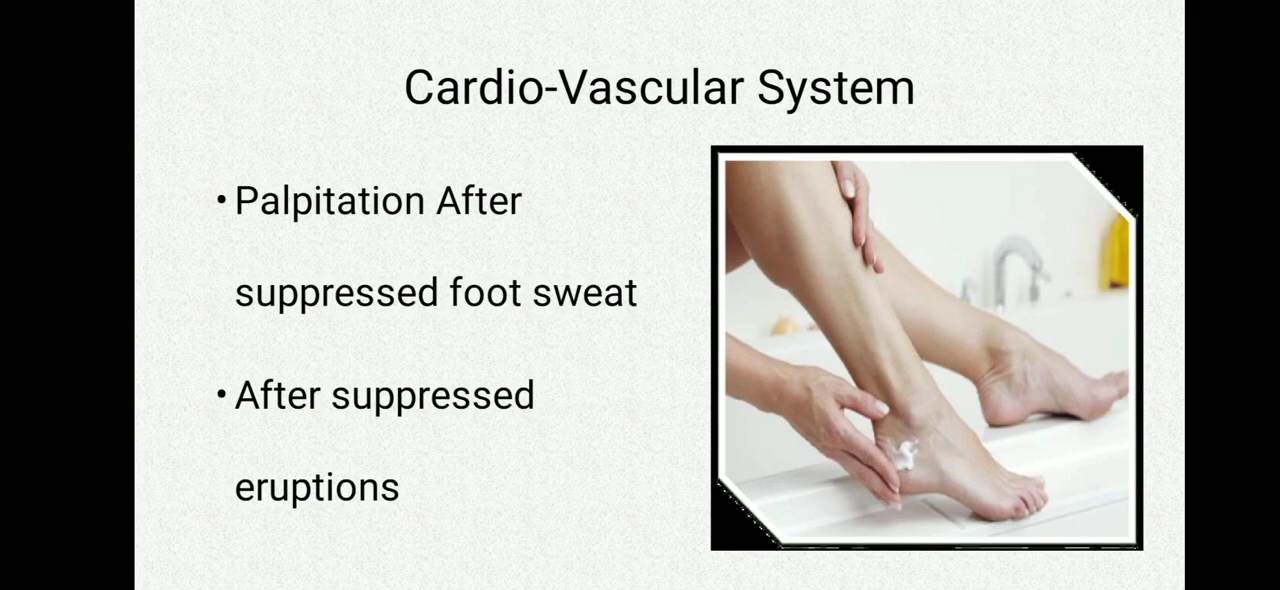 Cardio-Vascular System
• Palpitation After
suppressed foot sweat
• After suppressed
eruptions